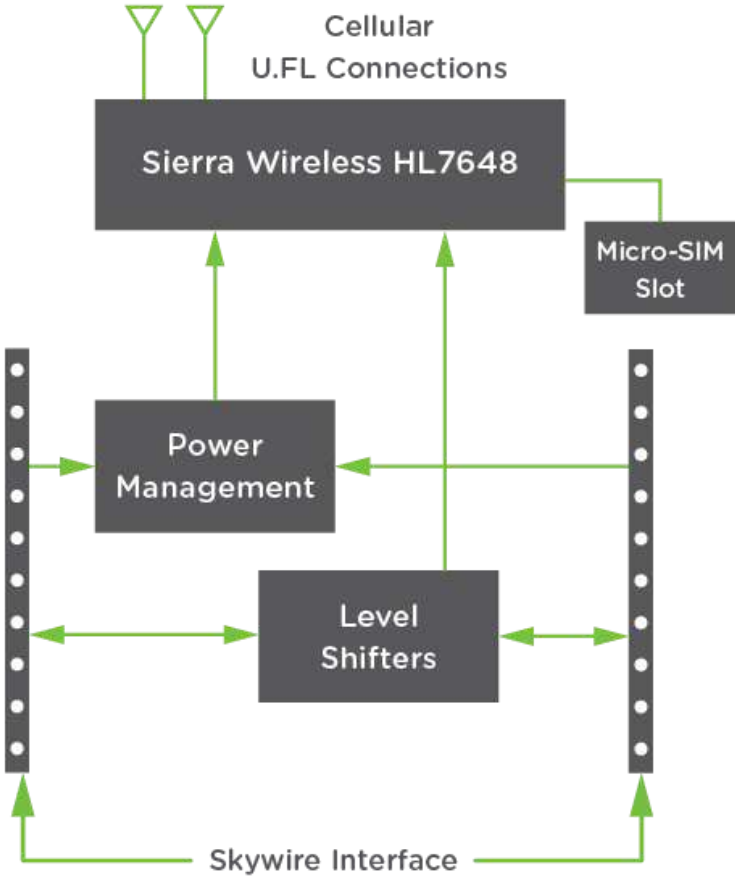 Cellular
U.FL Connections
Sierra Wireless HL7648
Micro-SIM
Slot
Power
Management
Level
Shifters
Skywire Interface